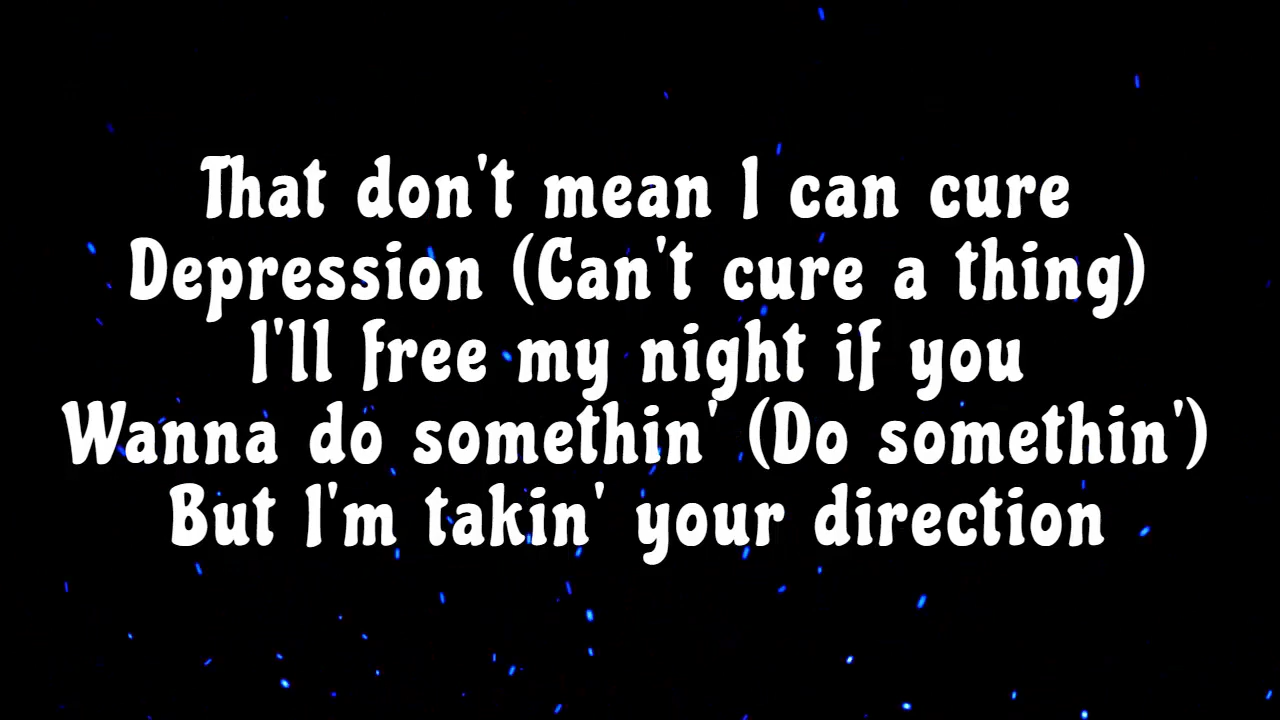 That don't mean I can cure
Depression (Can't cure a thing)
I'll free my night if you
Wanna do somethin' (Do somethin')
But I'm takin' your direction